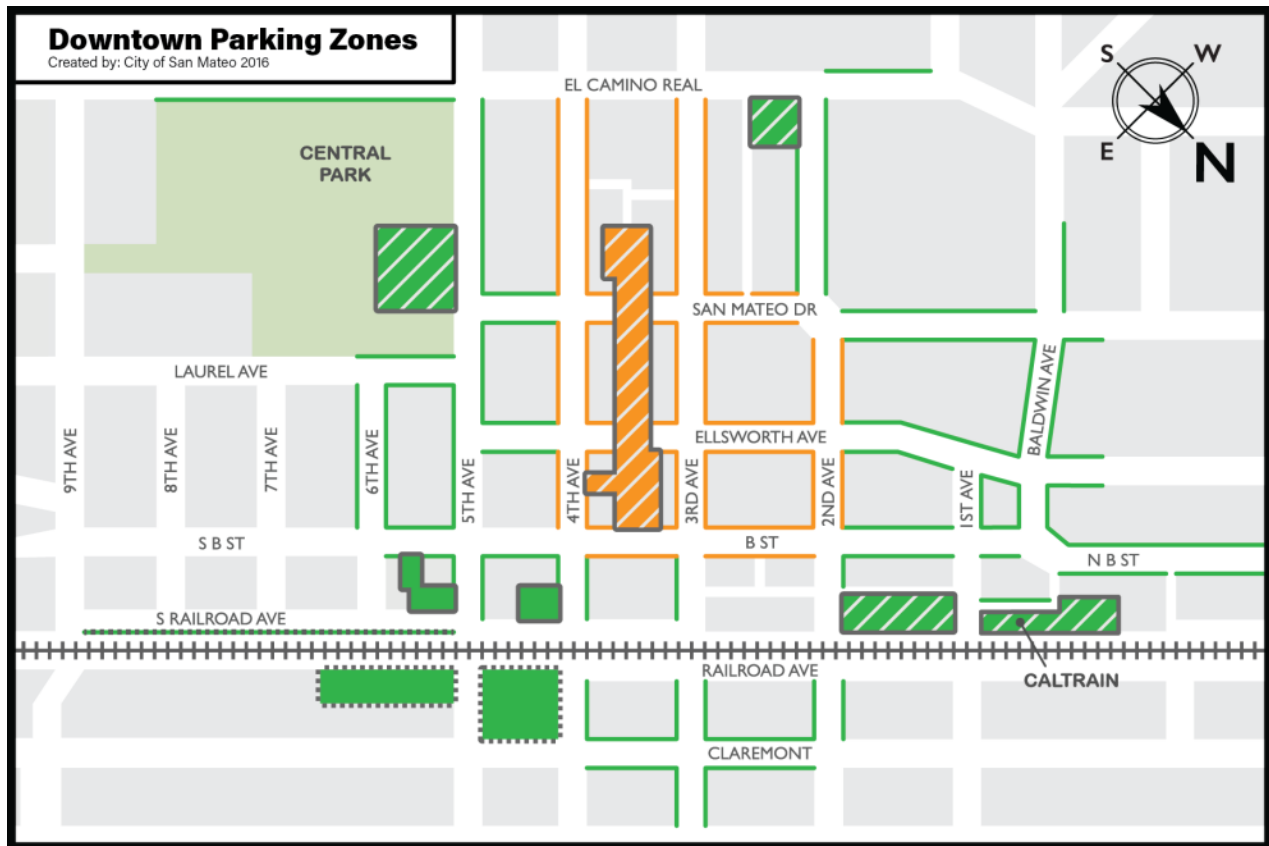 Downtown Parking Zones
Created by: City of San Mateo 2016
S
W
E
N
EL CAMINO REAL
CENTRAL
PARK
SAN MATEO DR
LAUREL AVE
BALDWIN AVE
ELLSWORTH AVE
9TH AVE
8TH AVE
7TH AVE
6TH AVE
5TH AVE
4TH AVE
3RD AVE
2ND AVE
1ST AVE
S B ST
B ST
N B ST
S RAILROAD AVE
RAILROAD AVE
CALTRAIN
CLAREMONT